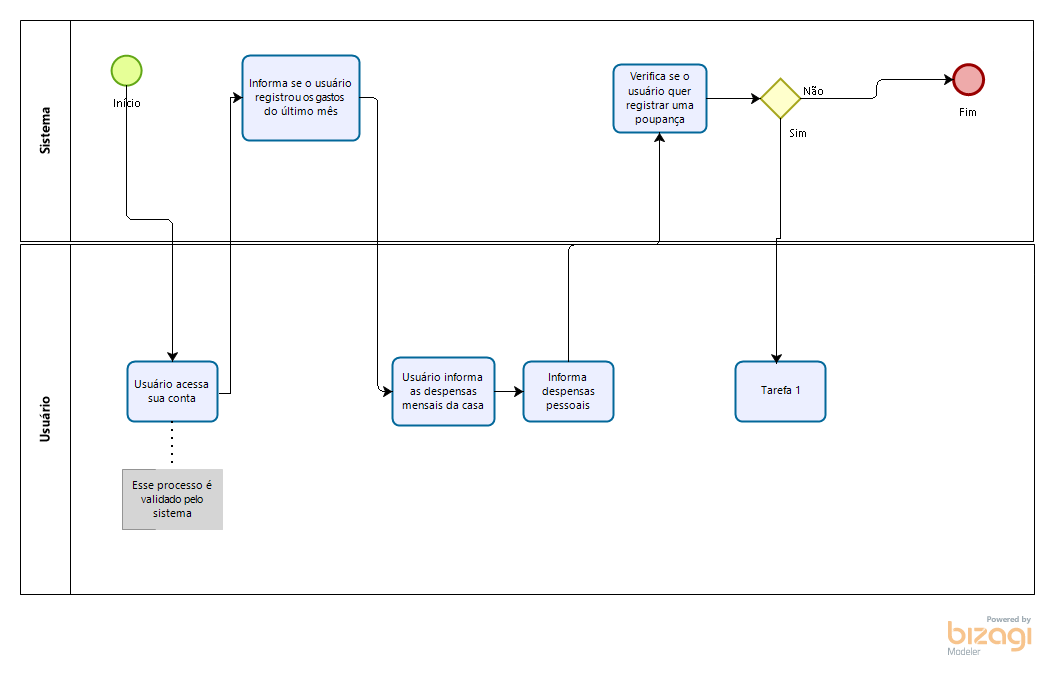 Sistema
Início
Informa se o usuário
registrou os gastos
do último mês
Verifica se o
usuário quer
registrar uma
poupança
Não
Sim
Fim
Usuário
Usuário acessa
sua conta
Usuário informa
as despensas
mensais da casa
Informa
despensas
pessoais
Tarefa 1
Esse processo é
validado pelo
sistema
Powered by
bizagi
Modeler